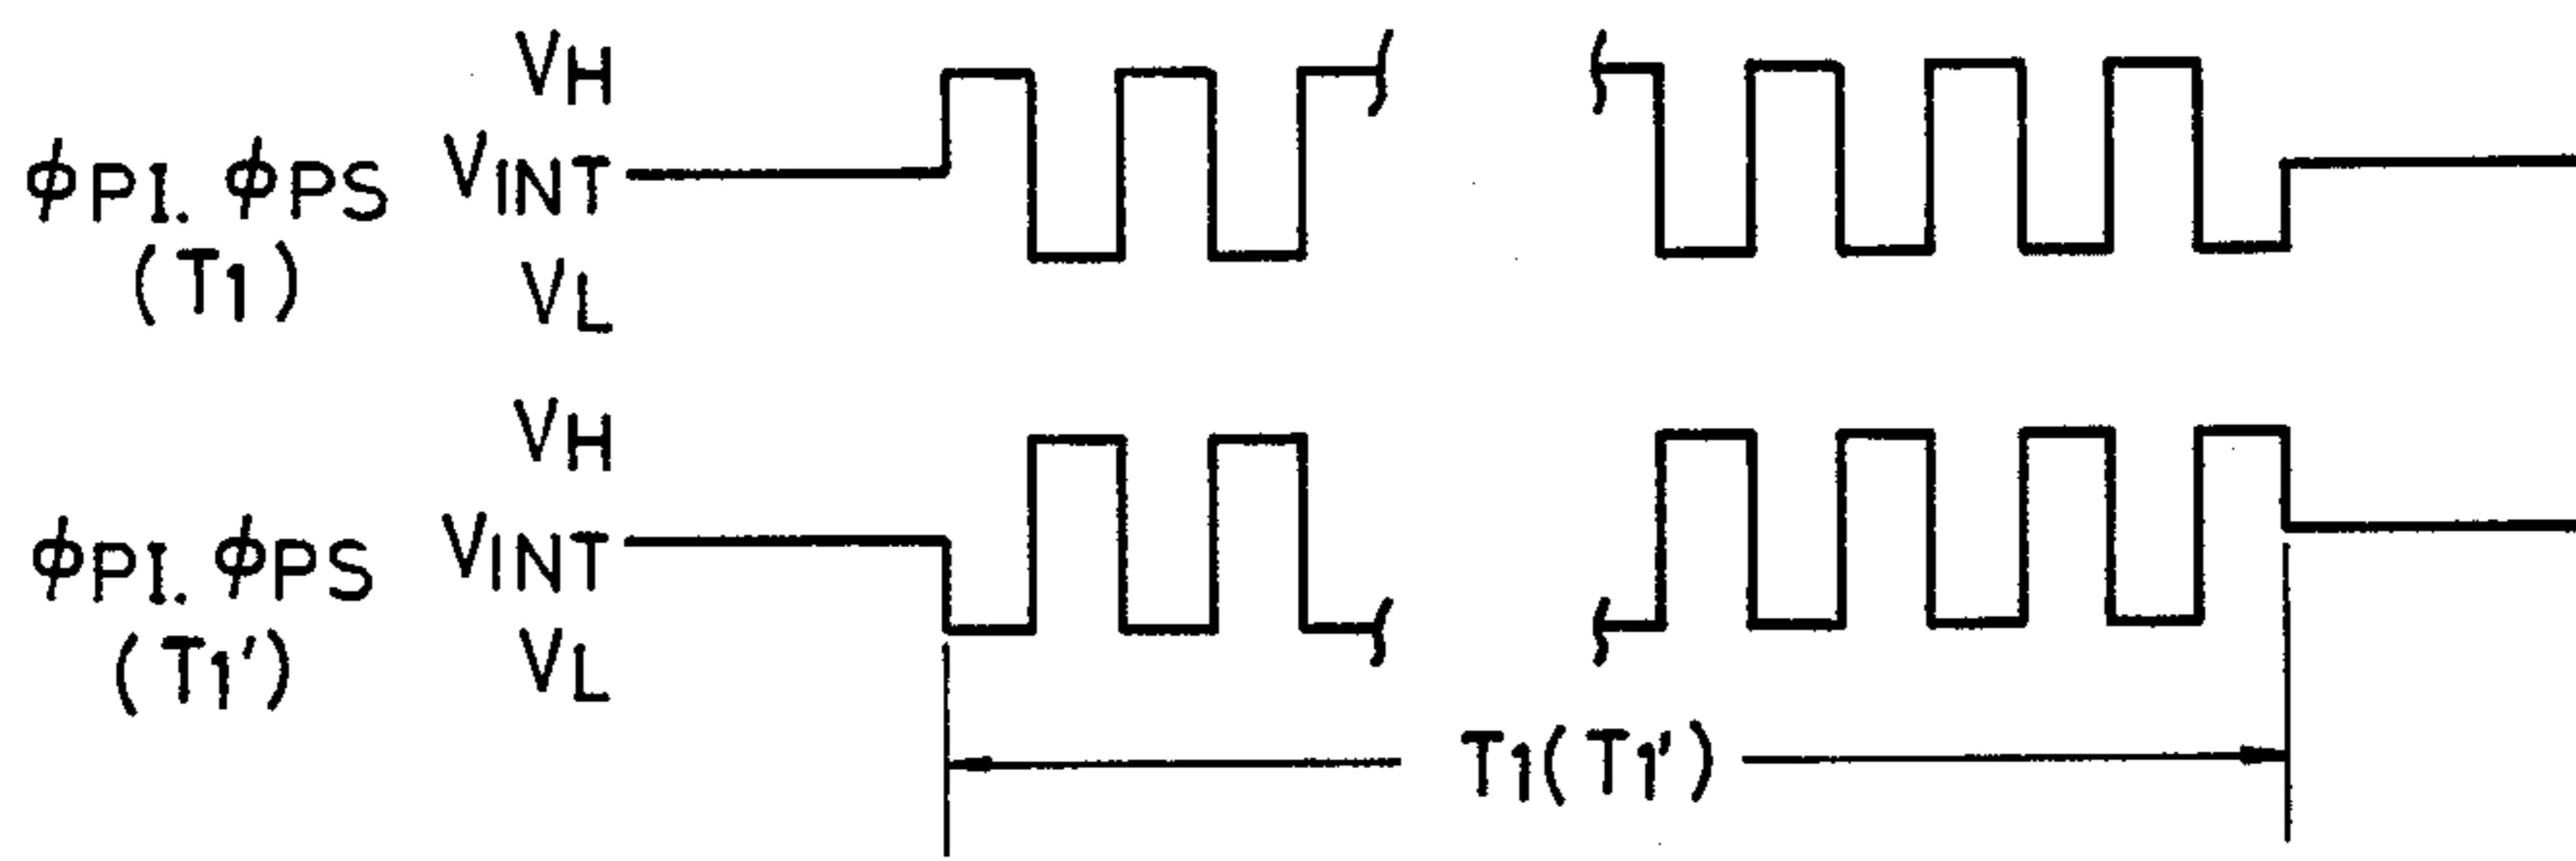 VH
ϕPI. ϕPS VINT
(T1)
VL
VH
ϕPI. ϕPS VINT
(T1')
VL
T1(T1')